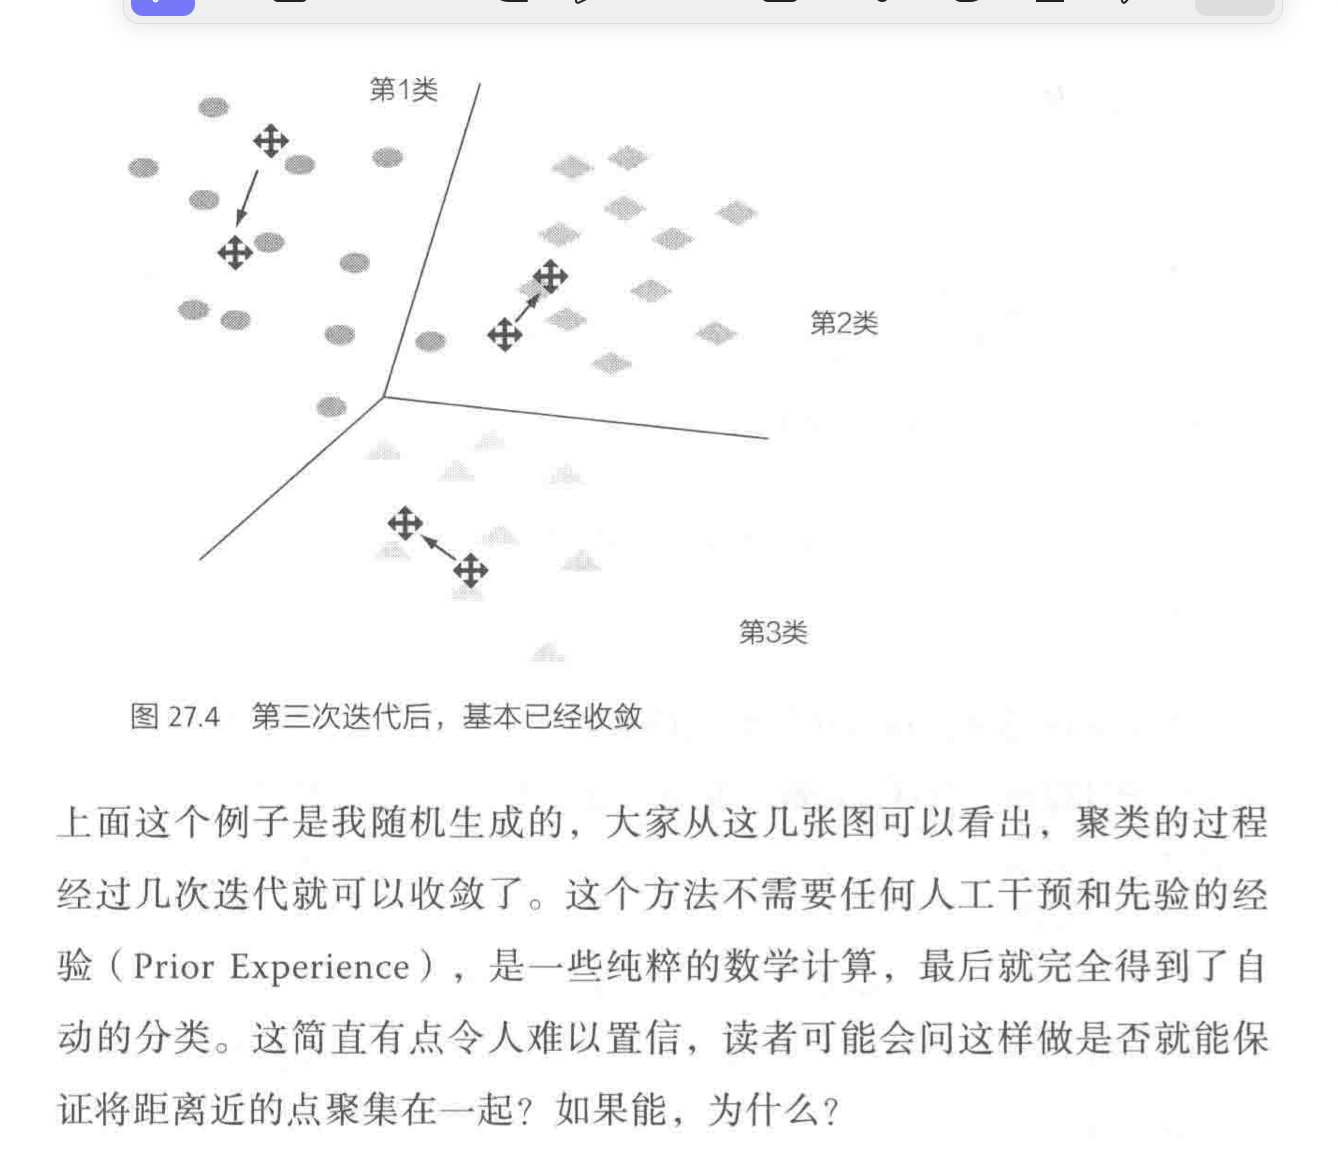 第1类
第2类
第3类
图 27.4 第三次迭代后，基本已经收敛
上面这个例子是我随机生成的，大家从这几张图可以看出，聚类的过程
经过几次迭代就可以收敛了。这个方法不需要任何人工干预和先验的经
验（Prior Experience），是一些纯粹的数学计算，最后就完全得到了自
动的分类。这简直有点令人难以置信，读者可能会问这样做是否就能保
证将距离近的点聚集在一起？如果能，为什么？